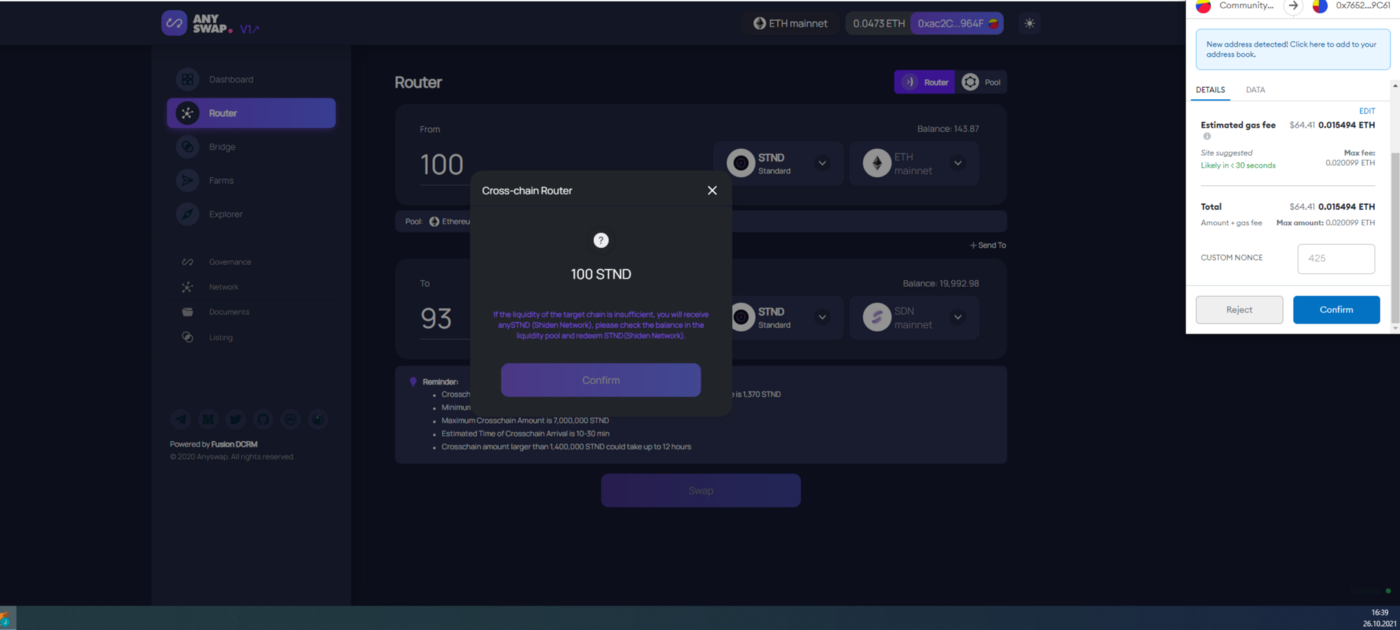 ANY
SWAP.
V1↗
ETH mainnet
0.0473 ETH
0xac2C...964F
Dashboard
Router
Bridge
Farms
Explorer
Governance
Network
Documents
Listing
Powered by Fusion DCRM
© 2020 Anyswap. All rights reserved.
Router
Router
Pool
From
Balance: 143.87
100
STND
Standard
ETH
mainnet
Pool:
+ Send To
To
Balance: 19,992.98
93
STND
Standard
SDN
mainnet
Reminder:
e is 1,370 STND
Maximum Crosschain Amount is 7,000,000 STND
Estimated Time of Crosschain Arrival is 10-30 min
Crosschain amount larger than 1,400,000 STND could take up to 12 hours
Swap
Cross-chain Router
?
100 STND
If the liquidity of the target chain is insufficient, you will receive
anySTND (Shiden Network), please check the balance in the
liquidity pool and redeem STND(Shiden Network).
Confirm
Community...
0x7652...9C61
New address detected! Click here to add to your
address book.
DETAILS
DATA
EDIT
Estimated gas fee
$64.41 0.015494 ETH
Site suggested
Max fee:
Likely in < 30 seconds
0.020099 ETH
Total
$64.41 0.015494 ETH
Amount + gas fee
Max amount: 0.020099 ETH
CUSTOM NONCE
425
Reject
Confirm
16:39
26.10.2021